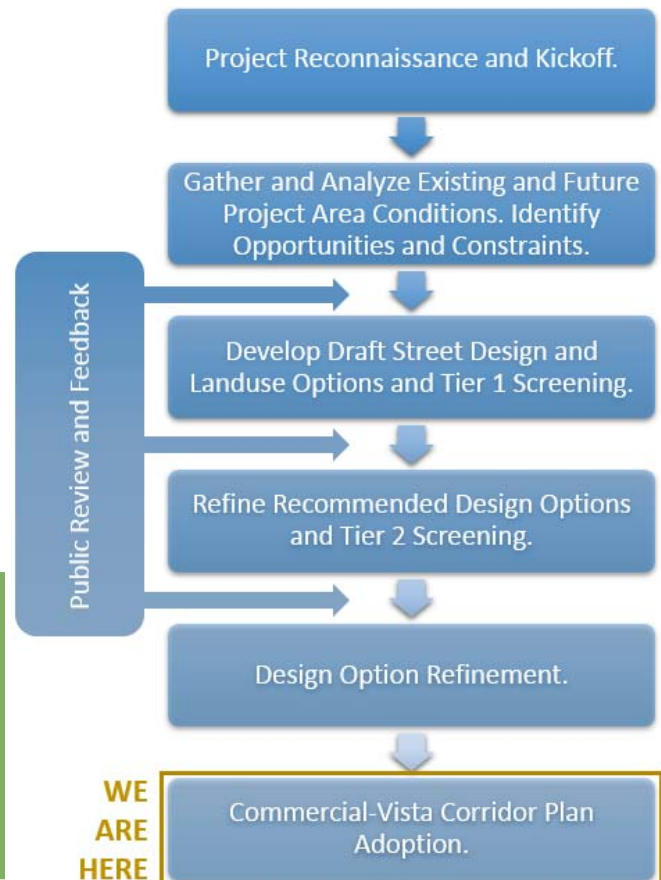 Project Reconnaissance and Kickoff.
Gather and Analyze Existing and Future
Project Area Conditions. Identify
Opportunities and Constraints.
Public Review and Feedback
Develop Draft Street Design and
Landuse Options and Tier 1 Screening.
Refine Recommended Design Options
and Tier 2 Screening.
Design Option Refinement.
WE
ARE
HERE
Commercial-Vista Corridor Plan
Adoption.